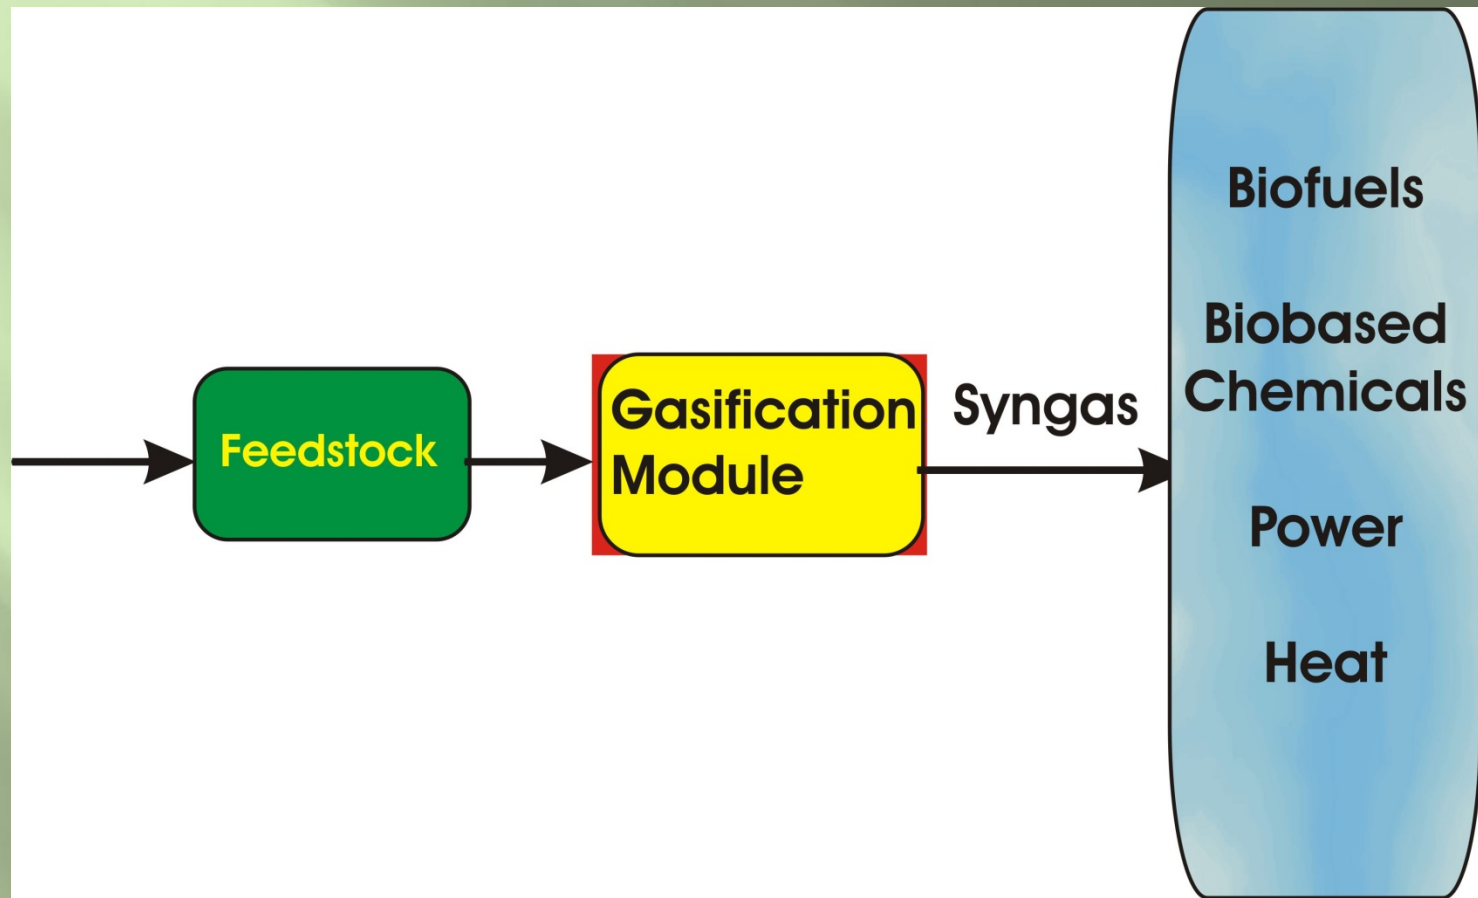 Feedstock
Gasification
Module
Syngas
Biofuels
Biobased
Chemicals
Power
Heat